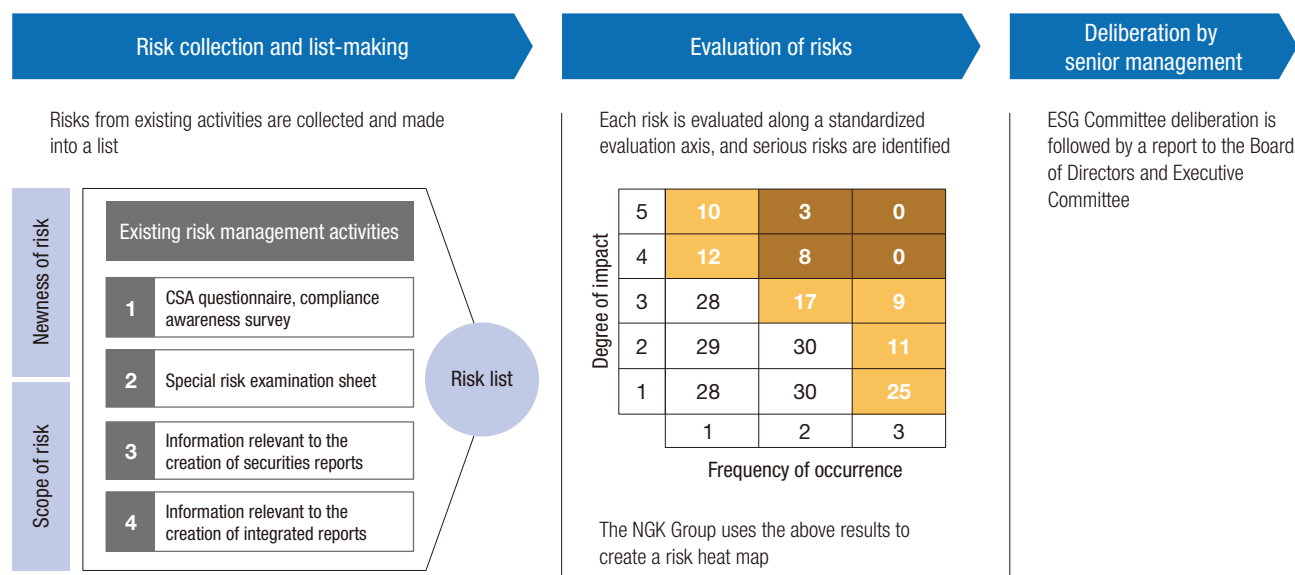 Risk collection and list-making
Risks from existing activities are collected and made
into a list
Newness of risk
Scope of risk
Existing risk management activities
1
CSA questionnaire, compliance
awareness survey
2
Special risk examination sheet
3
Information relevant to the
creation of securities reports
4
Information relevant to the
creation of integrated reports
Risk list
Evaluation of risks
Each risk is evaluated along a standardized
evaluation axis, and serious risks are identified
Degree of impact
5 10 3 0
4 12 8 0
3 28 17 9
2 29 30 11
1 28 30 25
1 2 3
Frequency of occurrence
The NGK Group uses the above results to
create a risk heat map
Deliberation by
senior management
ESG Committee deliberation is
followed by a report to the Board
of Directors and Executive
Committee